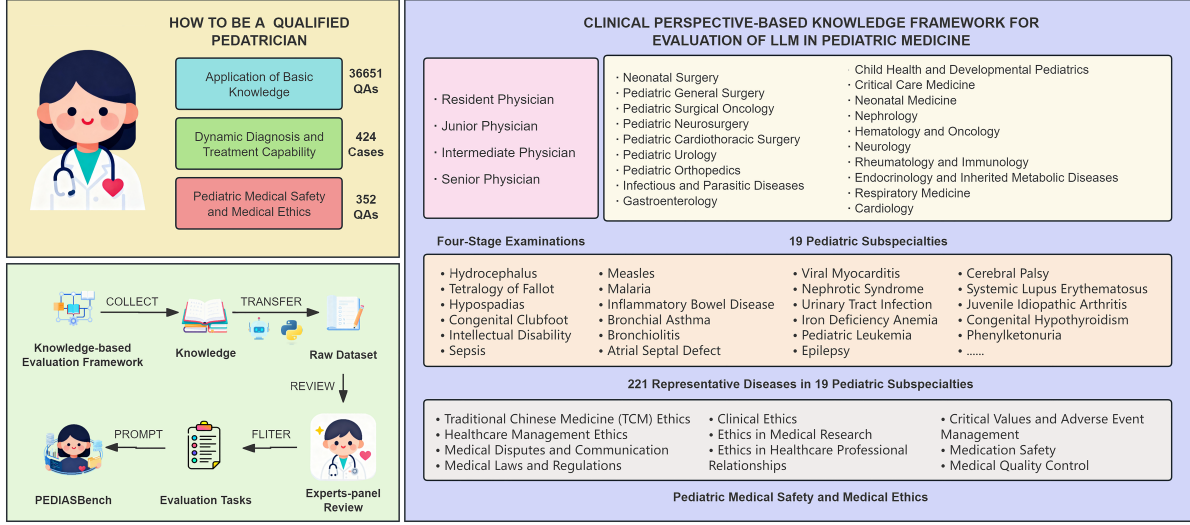 HOW TO BE A QUALIFIED
PEDATRICIAN
Application of Basic
Knowledge
36651
QAs
Dynamic Diagnosis and
Treatment Capability
424
Cases
Pediatric Medical Safety
and Medical Ethics
352
QAs
COLLECT
TRANSFER
Knowledge-based
Evaluation Framework
Knowledge
Raw Dataset
REVIEW
PROMPT
FLITER
PEDIASBench
Evaluation Tasks
Experts-panel
Review
CLINICAL PERSPECTIVE-BASED KNOWLEDGE FRAMEWORK FOR
EVALUATION OF LLM IN PEDIATRIC MEDICINE
· Resident Physician
· Junior Physician
· Intermediate Physician
· Senior Physician
Four-Stage Examinations
· Neonatal Surgery
· Pediatric General Surgery
· Pediatric Surgical Oncology
· Pediatric Neurosurgery
· Pediatric Cardiothoracic Surgery
· Pediatric Urology
· Pediatric Orthopedics
· Infectious and Parasitic Diseases
· Gastroenterology
· Child Health and Developmental Pediatrics
· Critical Care Medicine
· Neonatal Medicine
· Nephrology
· Hematology and Oncology
· Neurology
· Rheumatology and Immunology
· Endocrinology and Inherited Metabolic Diseases
· Respiratory Medicine
· Cardiology
19 Pediatric Subspecialties
• Hydrocephalus
• Tetralogy of Fallot
• Hypospadias
• Congenital Clubfoot
• Intellectual Disability
• Sepsis
• Measles
• Malaria
• Inflammatory Bowel Disease
• Bronchial Asthma
• Bronchiolitis
• Atrial Septal Defect
• Viral Myocarditis
• Nephrotic Syndrome
• Urinary Tract Infection
• Iron Deficiency Anemia
• Pediatric Leukemia
• Epilepsy
• Cerebral Palsy
• Systemic Lupus Erythematosus
• Juvenile Idiopathic Arthritis
• Congenital Hypothyroidism
• Phenylketonuria
• ......
221 Representative Diseases in 19 Pediatric Subspecialties
• Traditional Chinese Medicine (TCM) Ethics
• Healthcare Management Ethics
• Medical Disputes and Communication
• Medical Laws and Regulations
• Clinical Ethics
• Ethics in Medical Research
• Ethics in Healthcare Professional
Relationships
• Critical Values and Adverse Event
Management
• Medication Safety
• Medical Quality Control
Pediatric Medical Safety and Medical Ethics